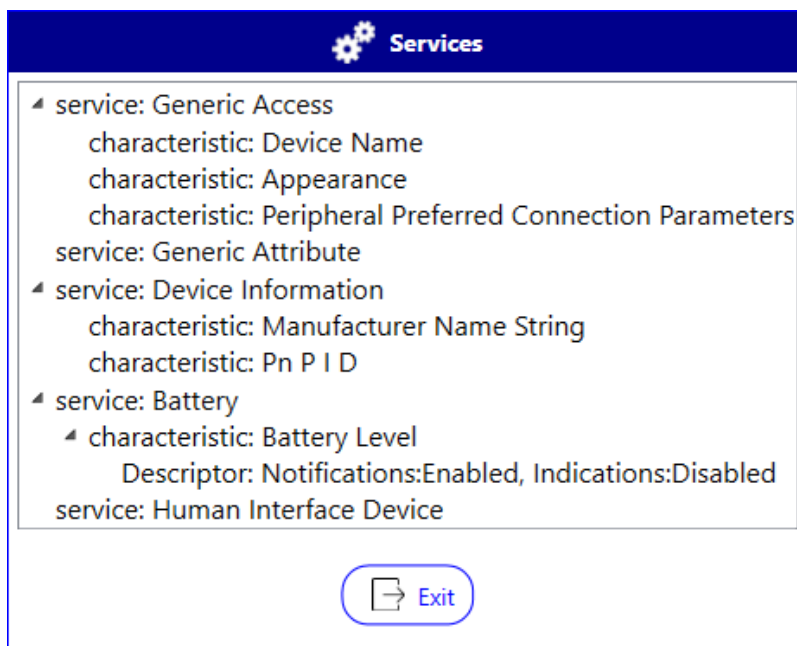 Services
service: Generic Access
characteristic: Device Name
characteristic: Appearance
characteristic: Peripheral Preferred Connection Parameters
service: Generic Attribute
service: Device Information
characteristic: Manufacturer Name String
characteristic: Pn P I D
service: Battery
characteristic: Battery Level
Descriptor: Notifications:Enabled, Indications:Disabled
service: Human Interface Device
Exit